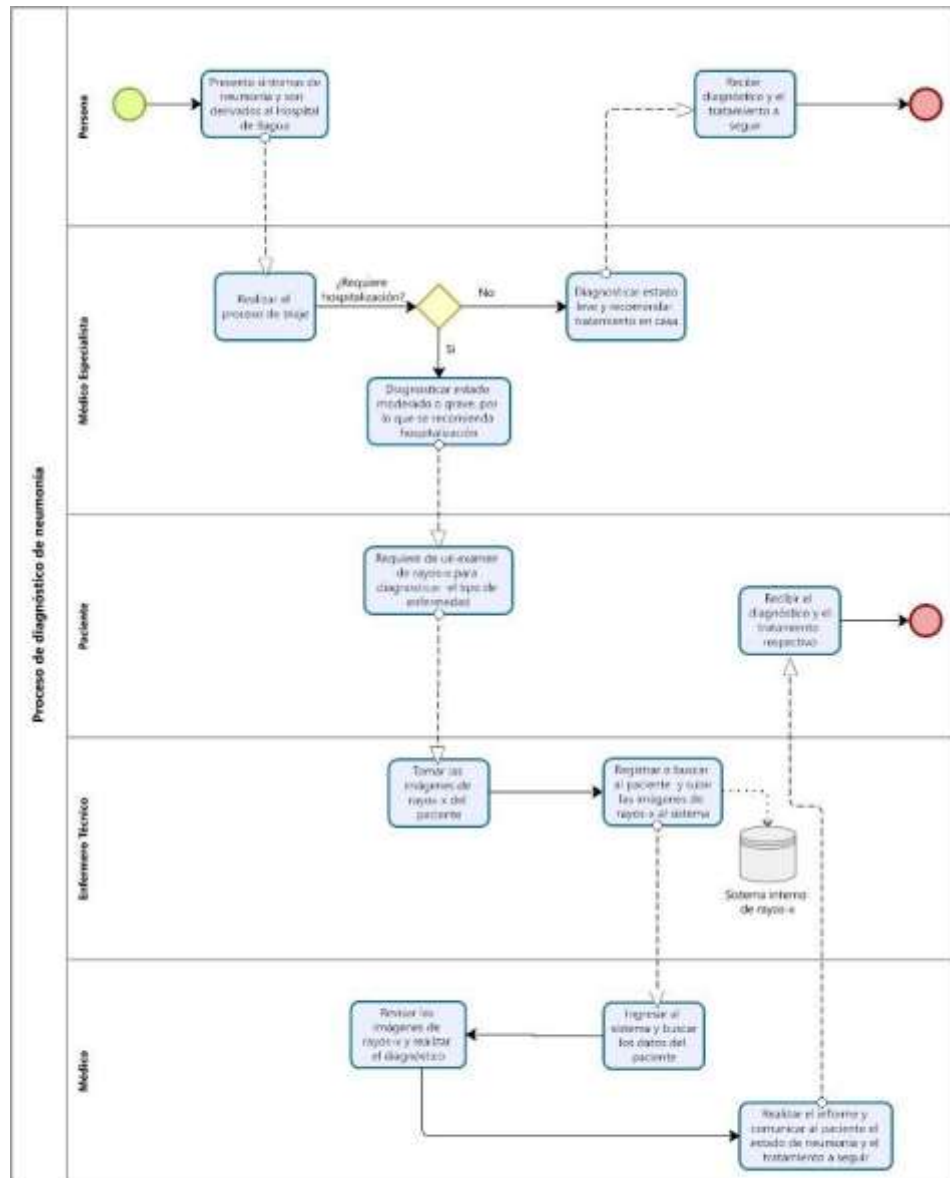 Proceso de diagnóstico de neumonía
Persona
Presenta síntomas de
neumonía y son
derivados al Hospital
de Bagua
Recibir
diagnóstico y el
tratamiento a
seguir
Médico Especialista
Realizar el
proceso de triaje
¿Requiere
hospitalización?
No
Si
Diagnosticar estado
leve y recomendar
tratamiento en casa
Diagnosticar estado
moderado o grave, por
lo que se recomienda
hospitalización
Paciente
Requiere de un examen
de rayos-x para
diagnosticar el tipo de
enfermedad
Recibir el
diagnóstico y el
tratamiento
respectivo
Enfermero Técnico
Tomar las
imágenes de
rayos-x del
paciente
Registrar o buscar
al paciente y subir
las imágenes de
rayos-x al sistema
Sistema interno
de rayos-x
Médico
Revisar las
imágenes de
rayos-x y realizar
el diagnóstico
Ingresar al
sistema y buscar
los datos del
paciente
Realizar el informe y
comunicar al paciente el
estado de neumonía y el
tratamiento a seguir